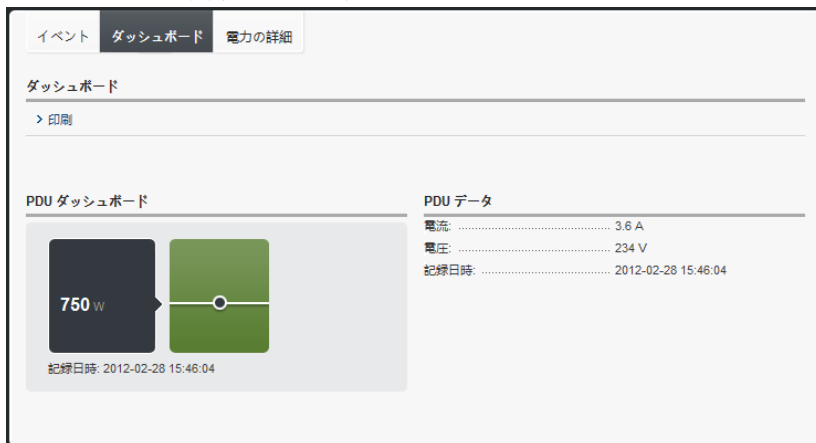 イベント ダッシュボード 電力の詳細
ダッシュボード
> 印刷
PDU ダッシュボード
750 W
記録日時: 2012-02-28 15:46:04
PDU データ
電流: ........................................ 3.6 A
電圧: ........................................ 234 V
記録日時: .................................. 2012-02-28 15:46:04